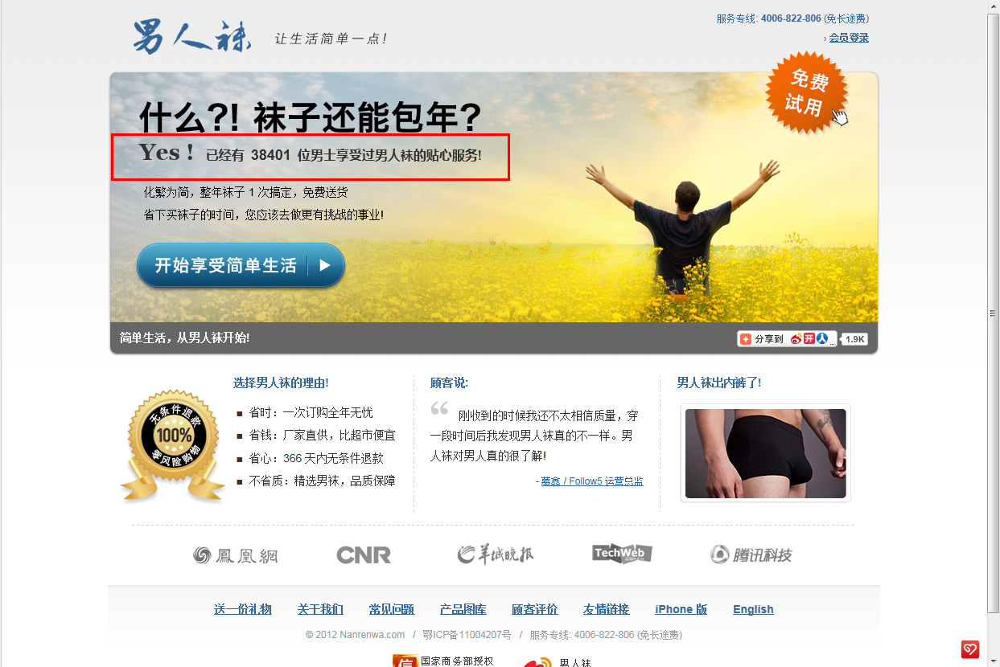 男人袜
让生活简单一点!
服务专线: 4006-822-806 (免长途费)
› 会员登录
免费
试用
什么?! 袜子还能包年?
Yes ! 已经有 38401 位男士享受过男人袜的贴心服务!
化繁为简，整年袜子 1 次搞定，免费送货
省下买袜子的时间，您应该去做更有挑战的事业!
开始享受简单生活
简单生活，从男人袜开始!
分享到 开 人 ... 1.9K
无条件退款
100%
零风险购物
选择男人袜的理由!
省时：一次订购全年无忧
省钱：厂家直供，比超市便宜
省心：366 天内无条件退款
不省质：精选男袜，品质保障
顾客说:
“ 刚收到的时候我还不太相信质量，穿
一段时间后我发现男人袜真的不一样。男
人袜对男人真的很了解!
- 慕鑫 / Follow5 运营总监
男人袜出内裤了!
鳳凰網
CNR
羊城晚报
TechWeb
.com.cn
腾讯科技
送一份礼物 关于我们 常见问题 产品图库 顾客评价 友情链接 iPhone 版 English
© 2012 Nanrenwa.com / 鄂ICP备11004207号 / 服务专线: 4006-822-806 (免长途费)
信 国家商务部授权 男人袜